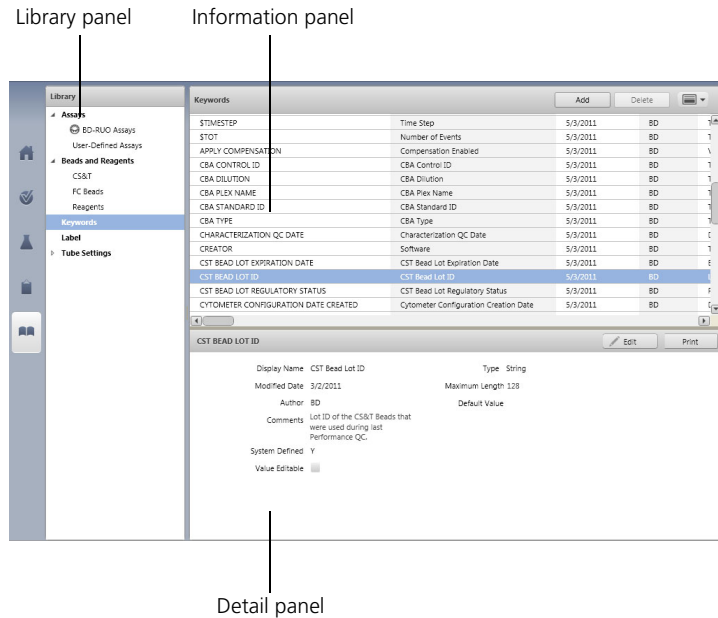 Library panel
Information panel
Library
Assays
BD-RUO Assays
User-Defined Assays
Beads and Reagents
CS&T
FC Beads
Reagents
Keywords
Label
Tube Settings
Keywords Add Delete
$TIMESTEP Time Step 5/3/2011 BD
$TOT Number of Events 5/3/2011 BD
APPLY COMPENSATION Compensation Enabled 5/3/2011 BD
CBA CONTROL ID CBA Control ID 5/3/2011 BD
CBA DILUTION CBA Dilution 5/3/2011 BD
CBA PLEX NAME CBA Plex Name 5/3/2011 BD
CBA STANDARD ID CBA Standard ID 5/3/2011 BD
CBA TYPE CBA Type 5/3/2011 BD
CHARACTERIZATION QC DATE Characterization QC Date 5/3/2011 BD
CREATOR Software 5/3/2011 BD
CST BEAD LOT EXPIRATION DATE CST Bead Lot Expiration Date 5/3/2011 BD
CST BEAD LOT ID CST Bead Lot ID 5/3/2011 BD
CST BEAD LOT REGULATORY STATUS CST Bead Lot Regulatory Status 5/3/2011 BD
CYTOMETER CONFIGURATION DATE CREATED Cytometer Configuration Creation Date 5/3/2011 BD
CST BEAD LOT ID Edit Print
Display Name CST Bead Lot ID Type String
Modified Date 3/2/2011 Maximum Length 128
Author BD Default Value
Comments Lot ID of the CS&T Beads that
were used during last
Performance QC.
System Defined Y
Value Editable
Detail panel